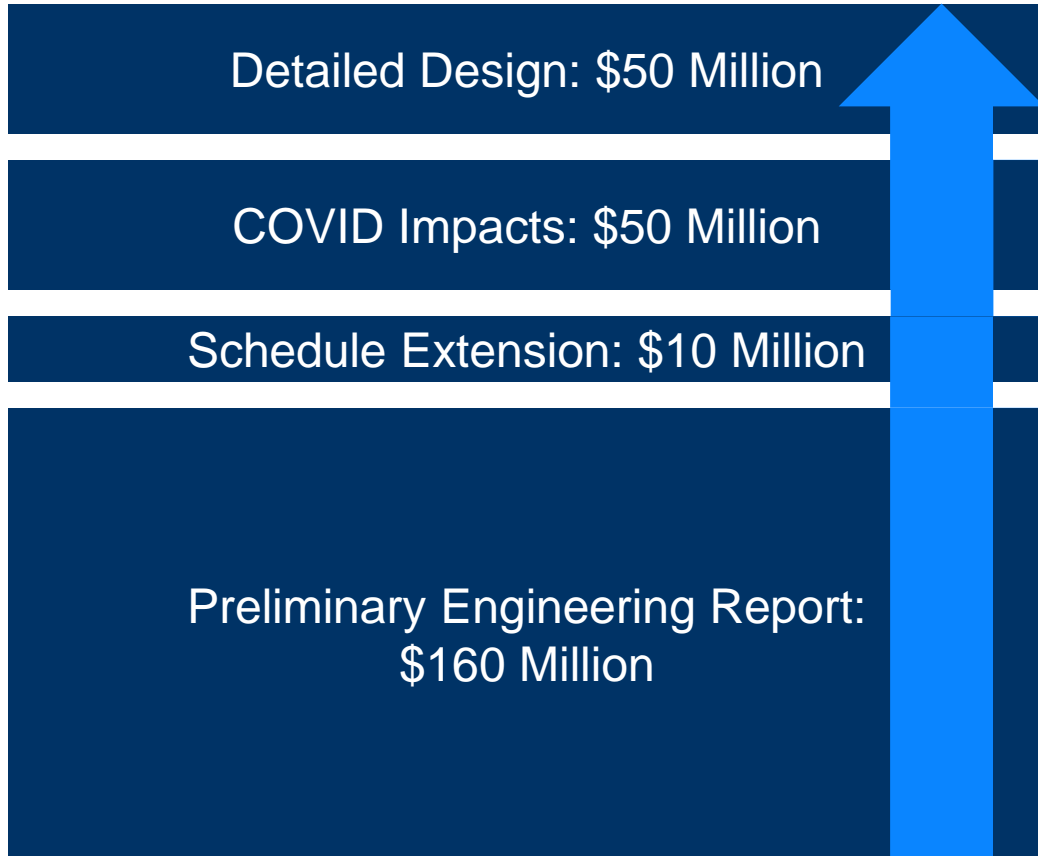 Detailed Design: $50 Million
COVID Impacts: $50 Million
Schedule Extension: $10 Million
Preliminary Engineering Report:
$160 Million